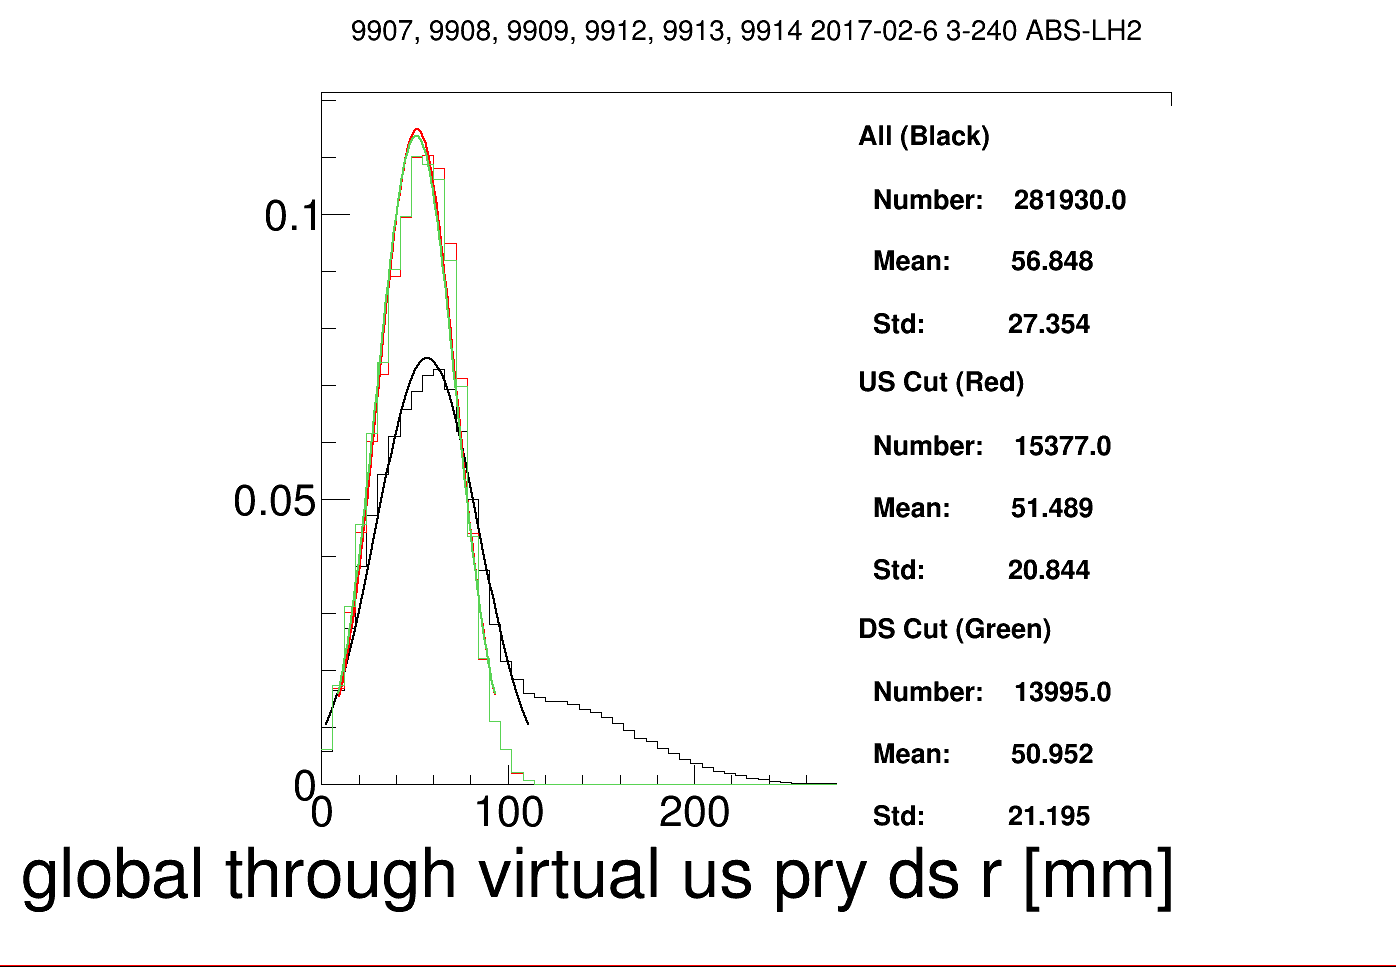 9907, 9908, 9909, 9912, 9913, 9914 2017-02-6 3-240 ABS-LH2
All (Black)
Number: 281930.0
Mean: 56.848
Std: 27.354
US Cut (Red)
Number: 15377.0
Mean: 51.489
Std: 20.844
DS Cut (Green)
Number: 13995.0
Mean: 50.952
Std: 21.195
0.1
0.05
0
0 100 200
global through virtual us pry ds r [mm]